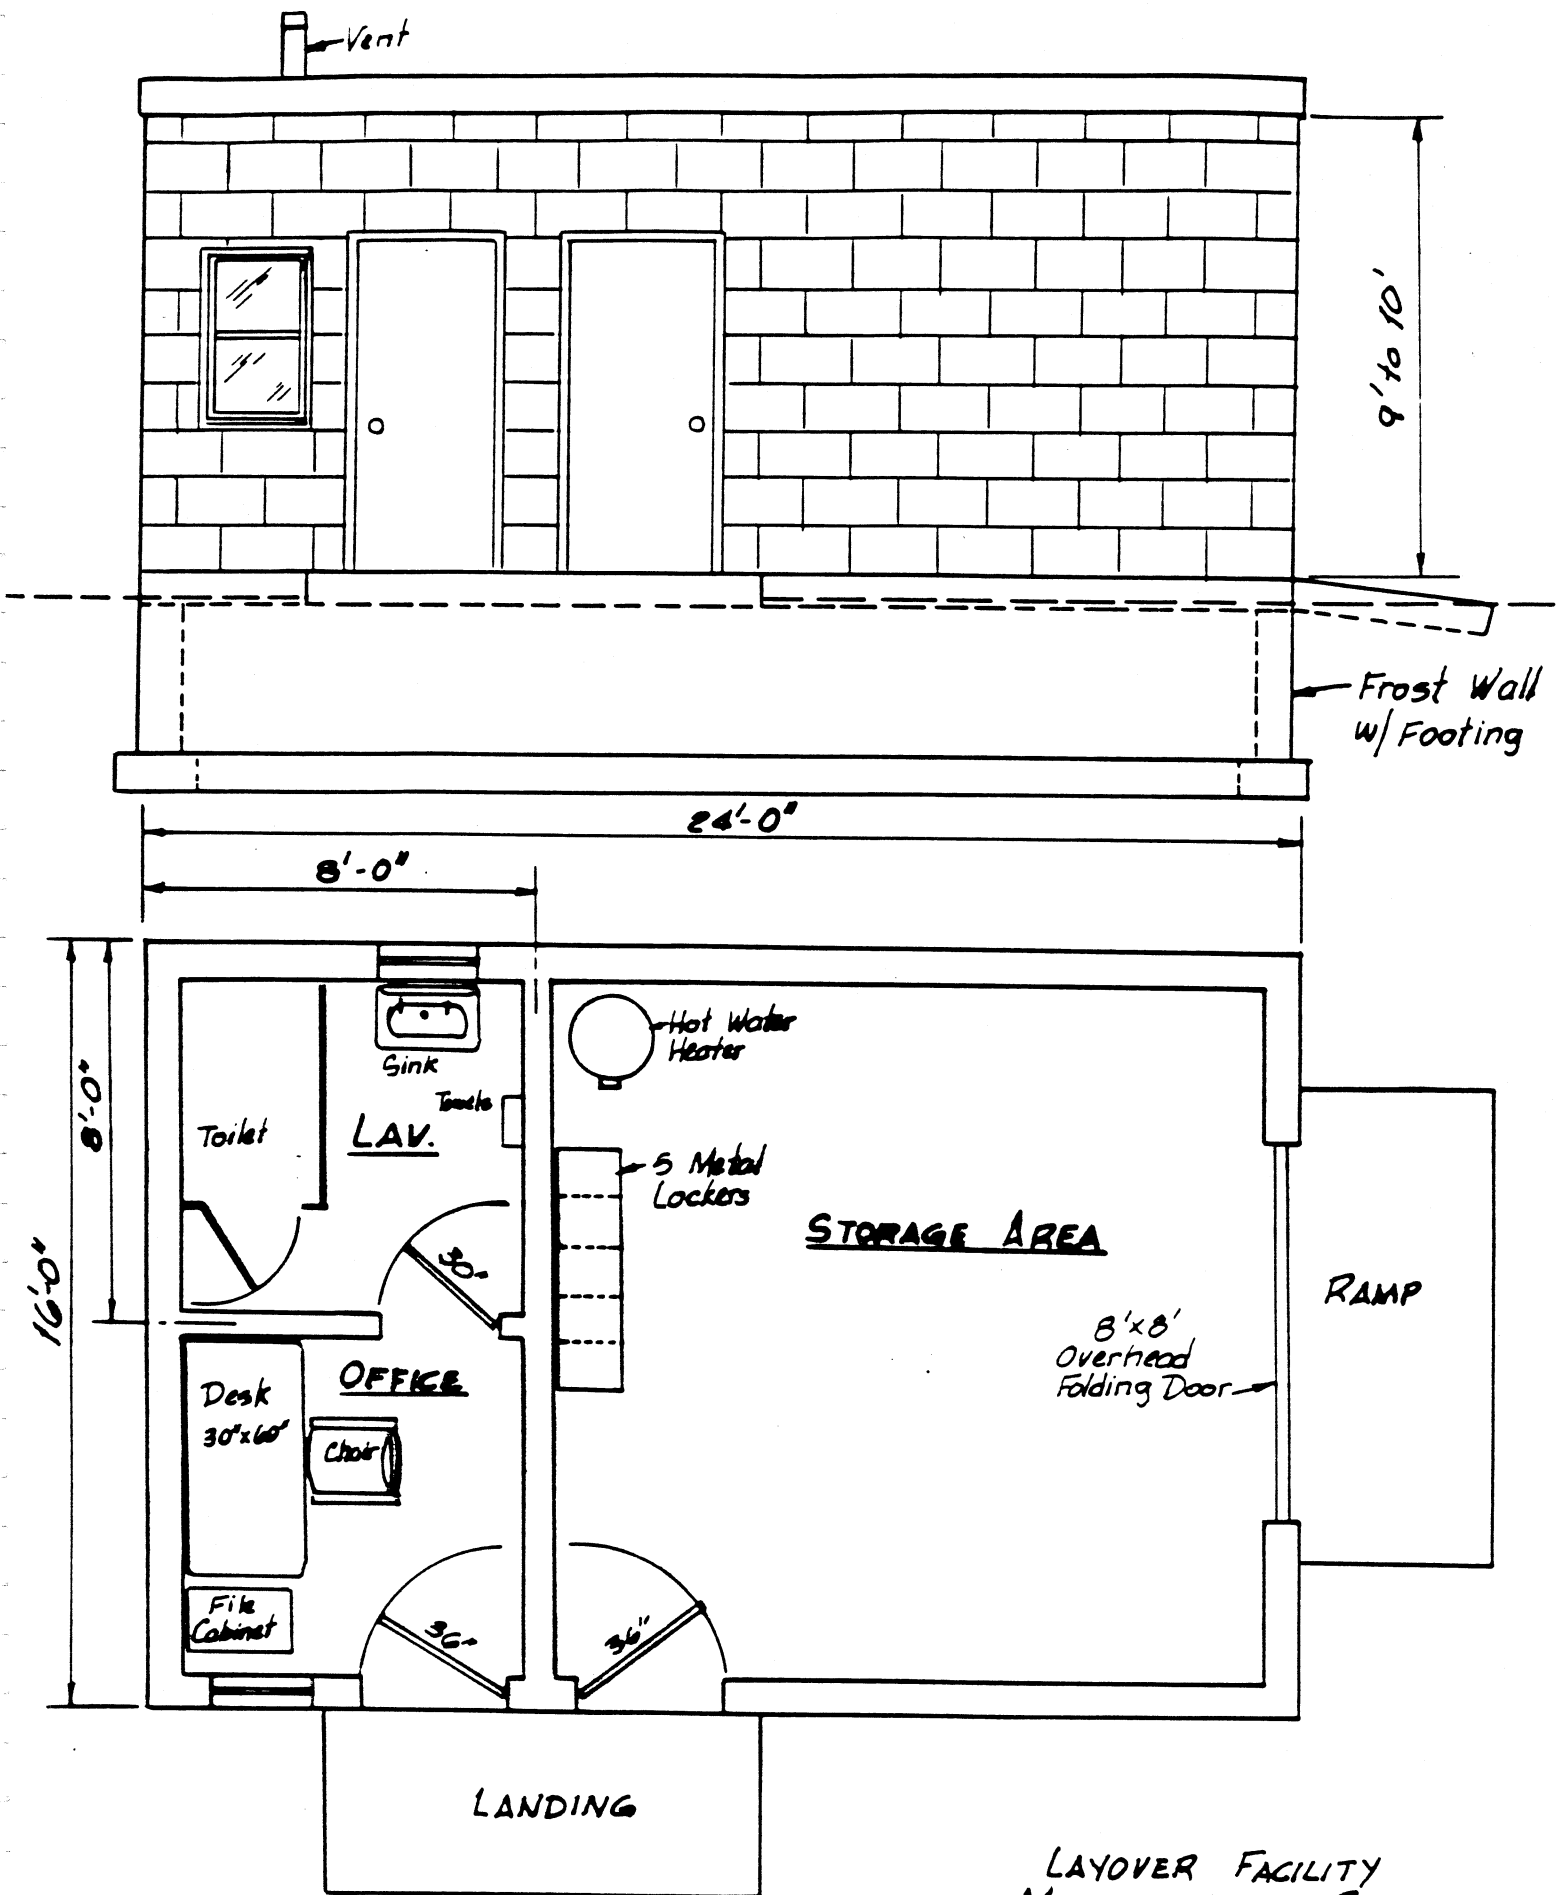 Vent
9' to 10'
Frost Wall
w/ Footing
24'-0"
8'-0"
16'-0"
8'-0"
Sink
Hot Water
Heater
Towels
Toilet
LAV.
5 Metal
Lockers
30"
STORAGE AREA
RAMP
8'x8'
Overhead
Folding Door
OFFICE
Desk
30"x60"
Chair
File
Cabinet
36"
36"
LANDING
LAYOVER FACILITY